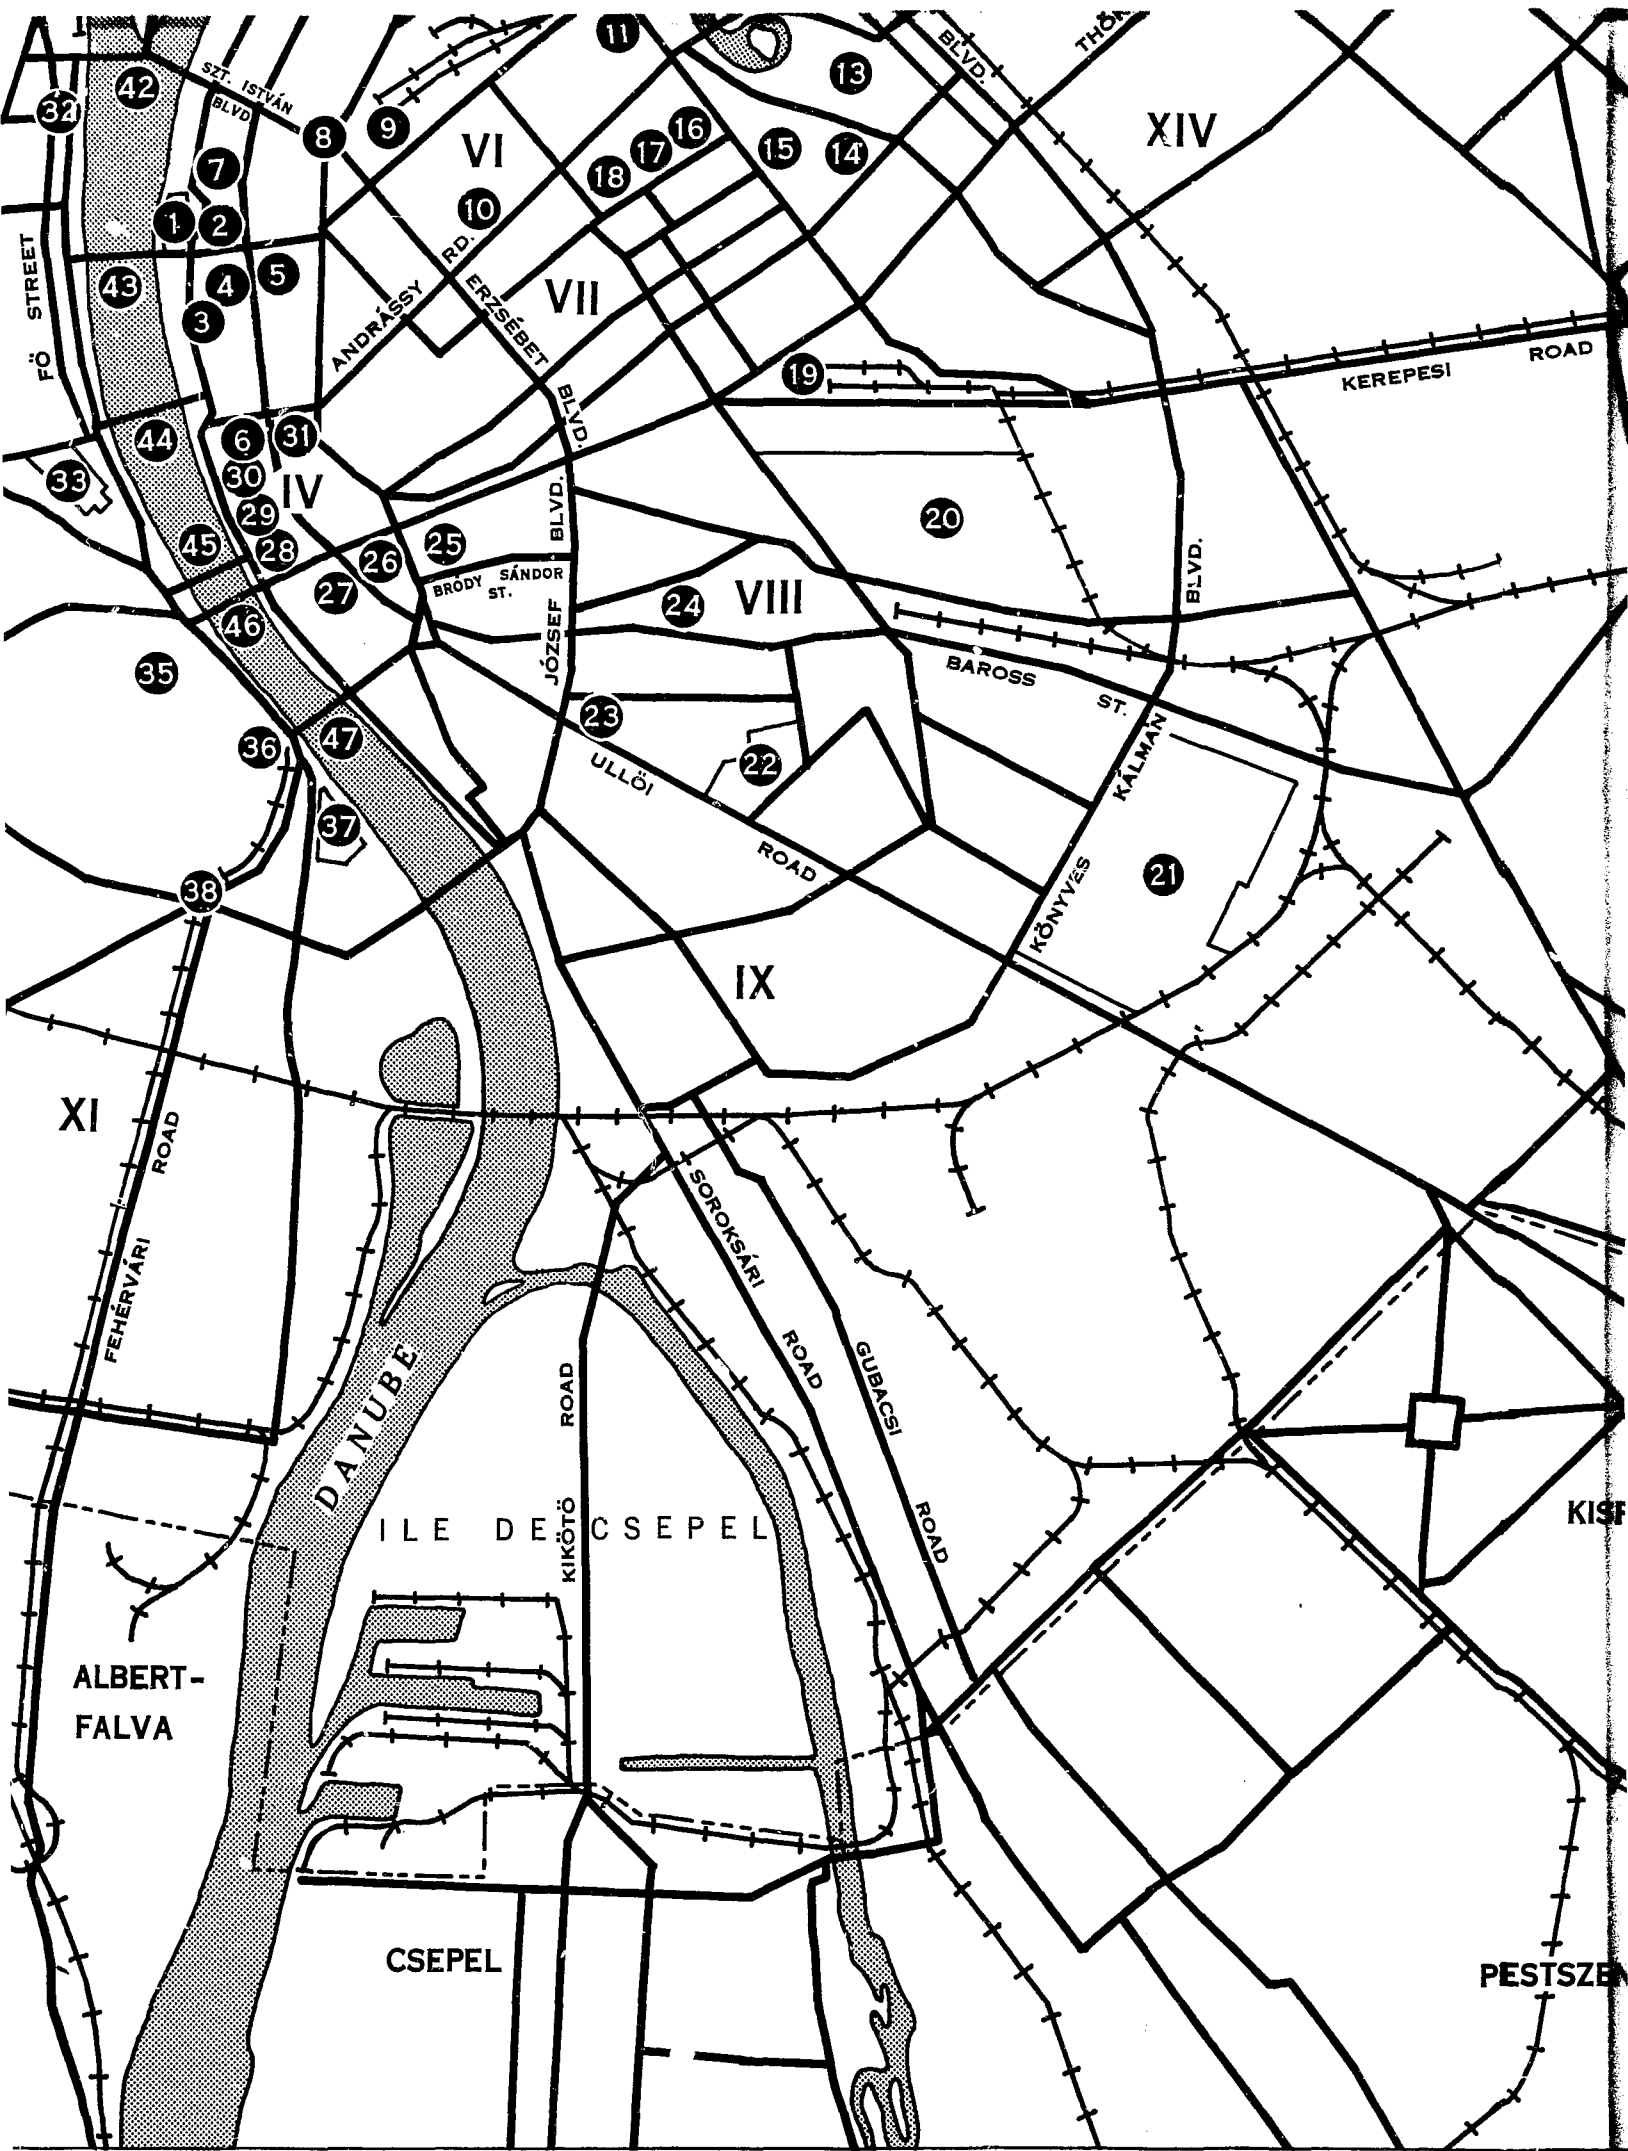 I
11
BLVD.
13
42
SZT. ISTVÁN
BLVD
32
8
9
VI
16
17
15
14
XIV
7
18
10
1
2
RD.
FŐ STREET
43
4
5
ERZSÉBET
VII
3
ANDRÁSSY
19
KEREPESI ROAD
BLVD.
44
6
31
33
30
IV
29
BLVD.
20
45
28
26
25
BRÓDY SÁNDOR
ST.
27
24
VIII
BLVD.
46
JÓZSEF
35
BAROSS
ST.
23
36
47
22
KÁLMÁN
ULLŐI
37
ROAD
21
38
KÖNYVES
IX
XI
ROAD
SOROKSÁRI
FEHÉRVÁRI
ROAD
GUBACSI
DANUBE
ROAD
ROAD
ILE DE CSEPEL
KIKÖTŐ
ALBERT-
FALVA
CSEPEL